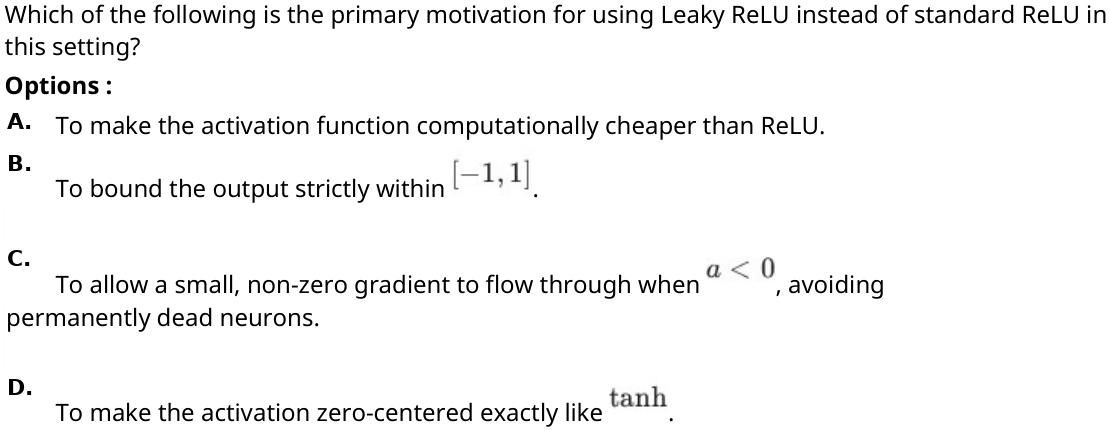 Which of the following is the primary motivation for using Leaky ReLU instead of standard ReLU in
this setting?
Options :
A. To make the activation function computationally cheaper than ReLU.
B. To bound the output strictly within [−1, 1].
C. To allow a small, non-zero gradient to flow through when a < 0, avoiding
permanently dead neurons.
D. To make the activation zero-centered exactly like tanh.